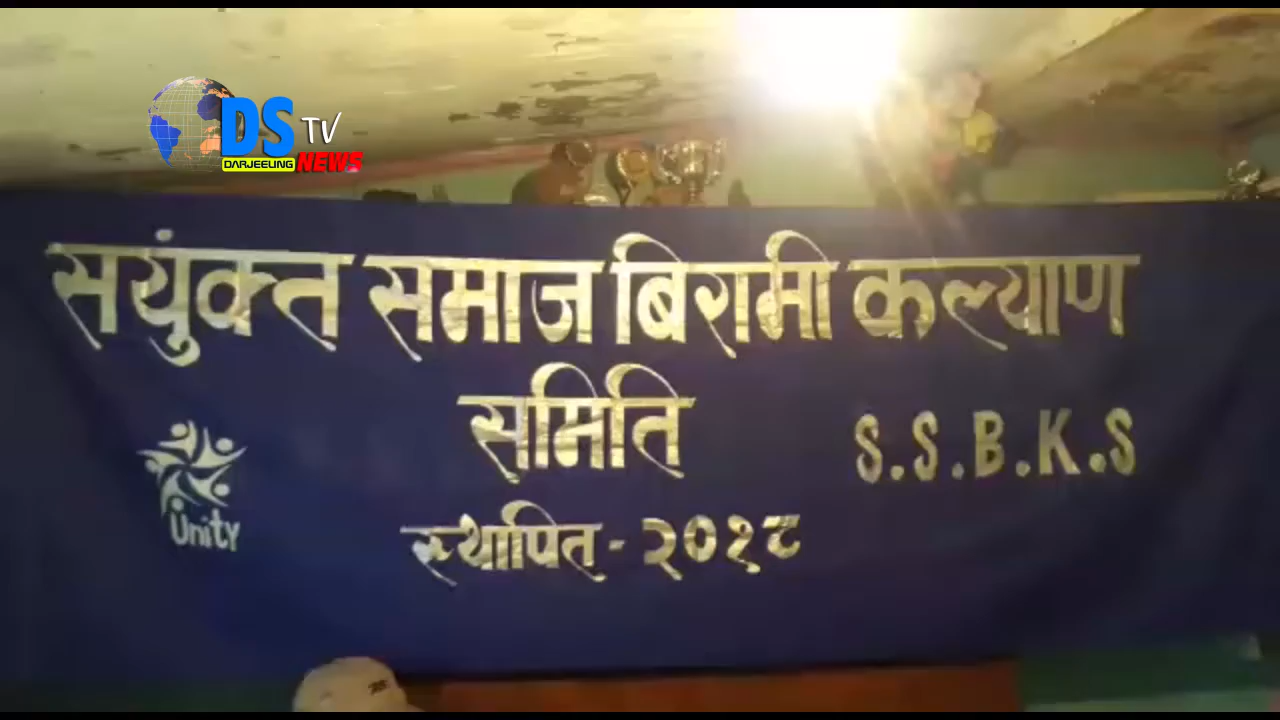 DS TV
DARJEELING NEWS
सयुंक्त समाज बिरामी कल्याण
समिति
S.S.B.K.S
Unity
स्थापित - २०१८